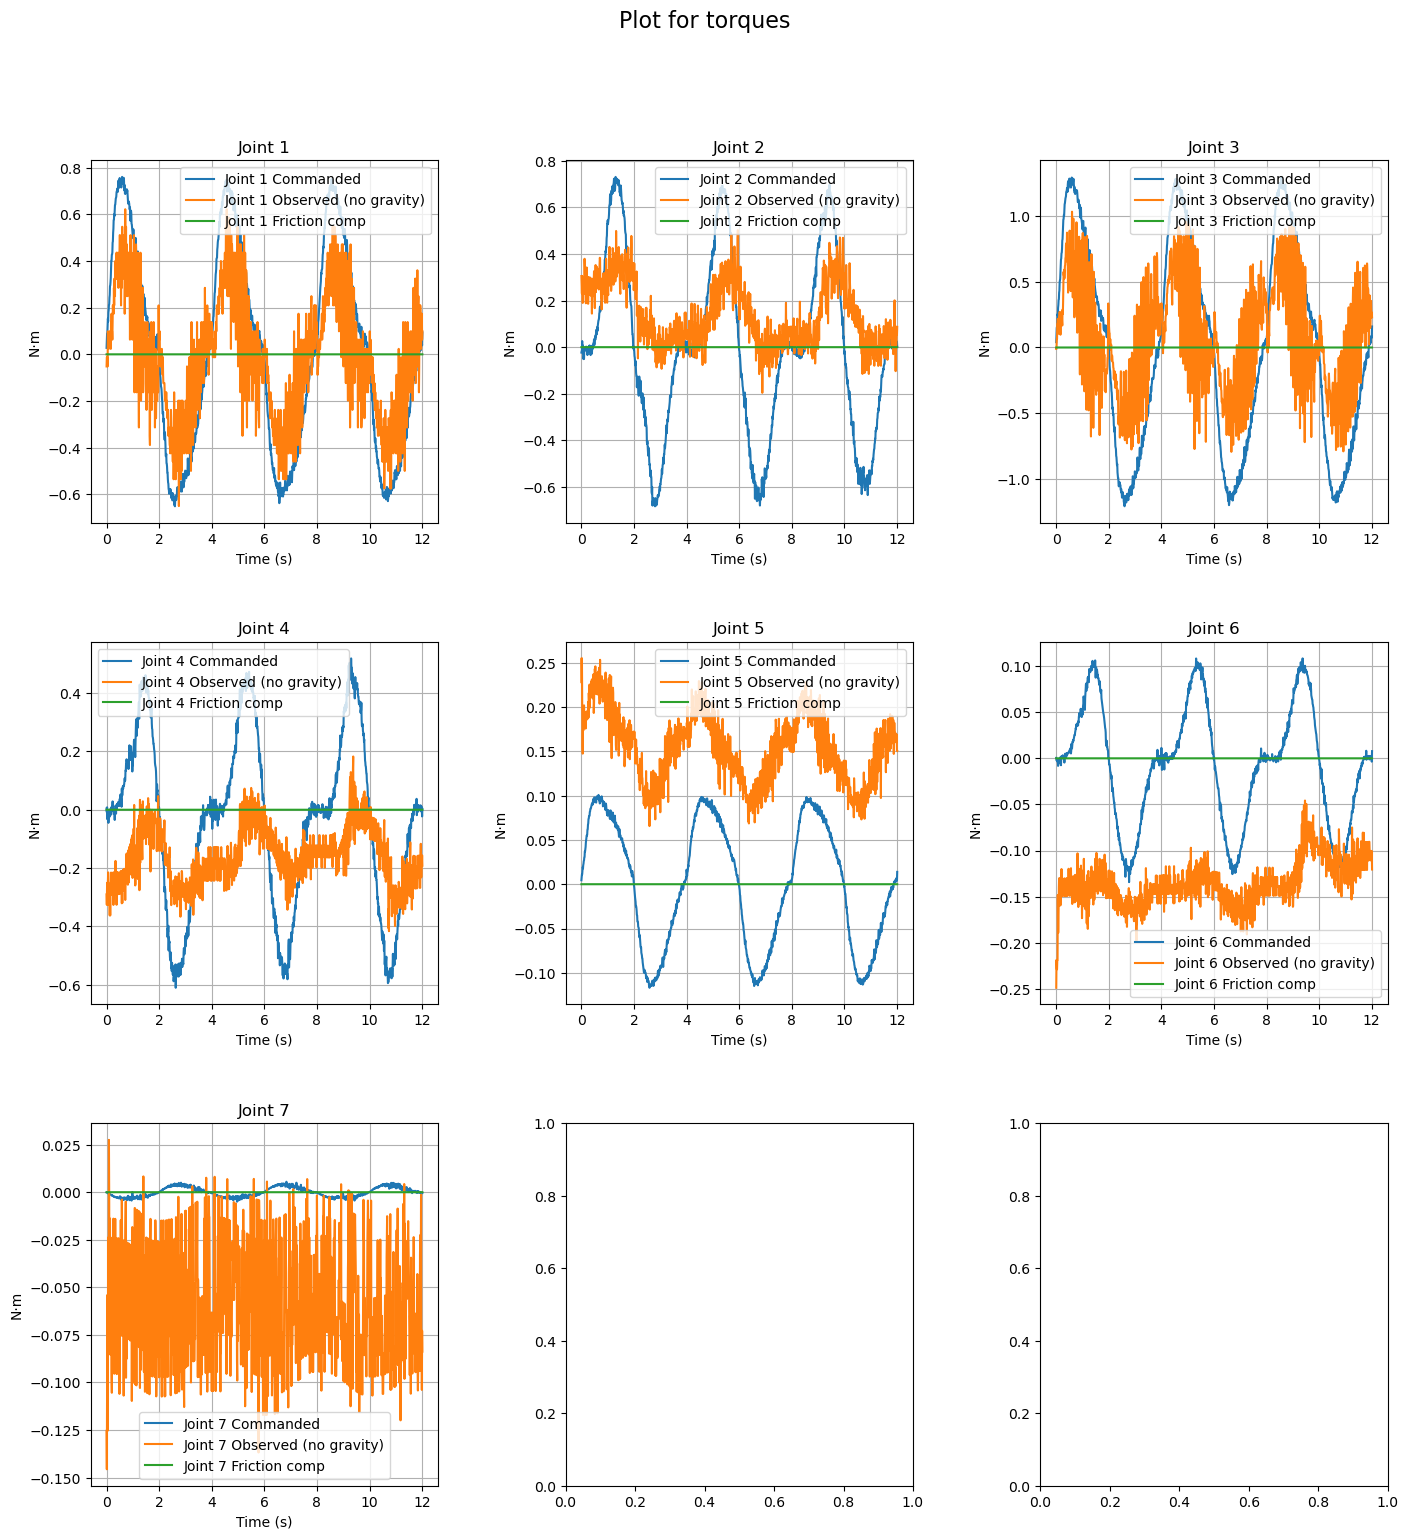 Plot for torques
Joint 1
Joint 1 Commanded
Joint 1 Observed (no gravity)
Joint 1 Friction comp
0.8
0.6
0.4
0.2
0.0
−0.2
−0.4
−0.6
N·m
0 2 4 6 8 10 12
Time (s)
Joint 2
Joint 2 Commanded
Joint 2 Observed (no gravity)
Joint 2 Friction comp
0.8
0.6
0.4
0.2
0.0
−0.2
−0.4
−0.6
N·m
0 2 4 6 8 10 12
Time (s)
Joint 3
Joint 3 Commanded
Joint 3 Observed (no gravity)
Joint 3 Friction comp
1.0
0.5
0.0
−0.5
−1.0
N·m
0 2 4 6 8 10 12
Time (s)
Joint 4
Joint 4 Commanded
Joint 4 Observed (no gravity)
Joint 4 Friction comp
0.4
0.2
0.0
−0.2
−0.4
−0.6
N·m
0 2 4 6 8 10 12
Time (s)
Joint 5
Joint 5 Commanded
Joint 5 Observed (no gravity)
Joint 5 Friction comp
0.25
0.20
0.15
0.10
0.05
0.00
−0.05
−0.10
N·m
0 2 4 6 8 10 12
Time (s)
Joint 6
0.10
0.05
0.00
−0.05
−0.10
−0.15
−0.20
−0.25
N·m
Joint 6 Commanded
Joint 6 Observed (no gravity)
Joint 6 Friction comp
0 2 4 6 8 10 12
Time (s)
Joint 7
0.025
0.000
−0.025
−0.050
−0.075
−0.100
−0.125
−0.150
N·m
Joint 7 Commanded
Joint 7 Observed (no gravity)
Joint 7 Friction comp
0 2 4 6 8 10 12
Time (s)
1.0
0.8
0.6
0.4
0.2
0.0
0.0 0.2 0.4 0.6 0.8 1.0
1.0
0.8
0.6
0.4
0.2
0.0
0.0 0.2 0.4 0.6 0.8 1.0